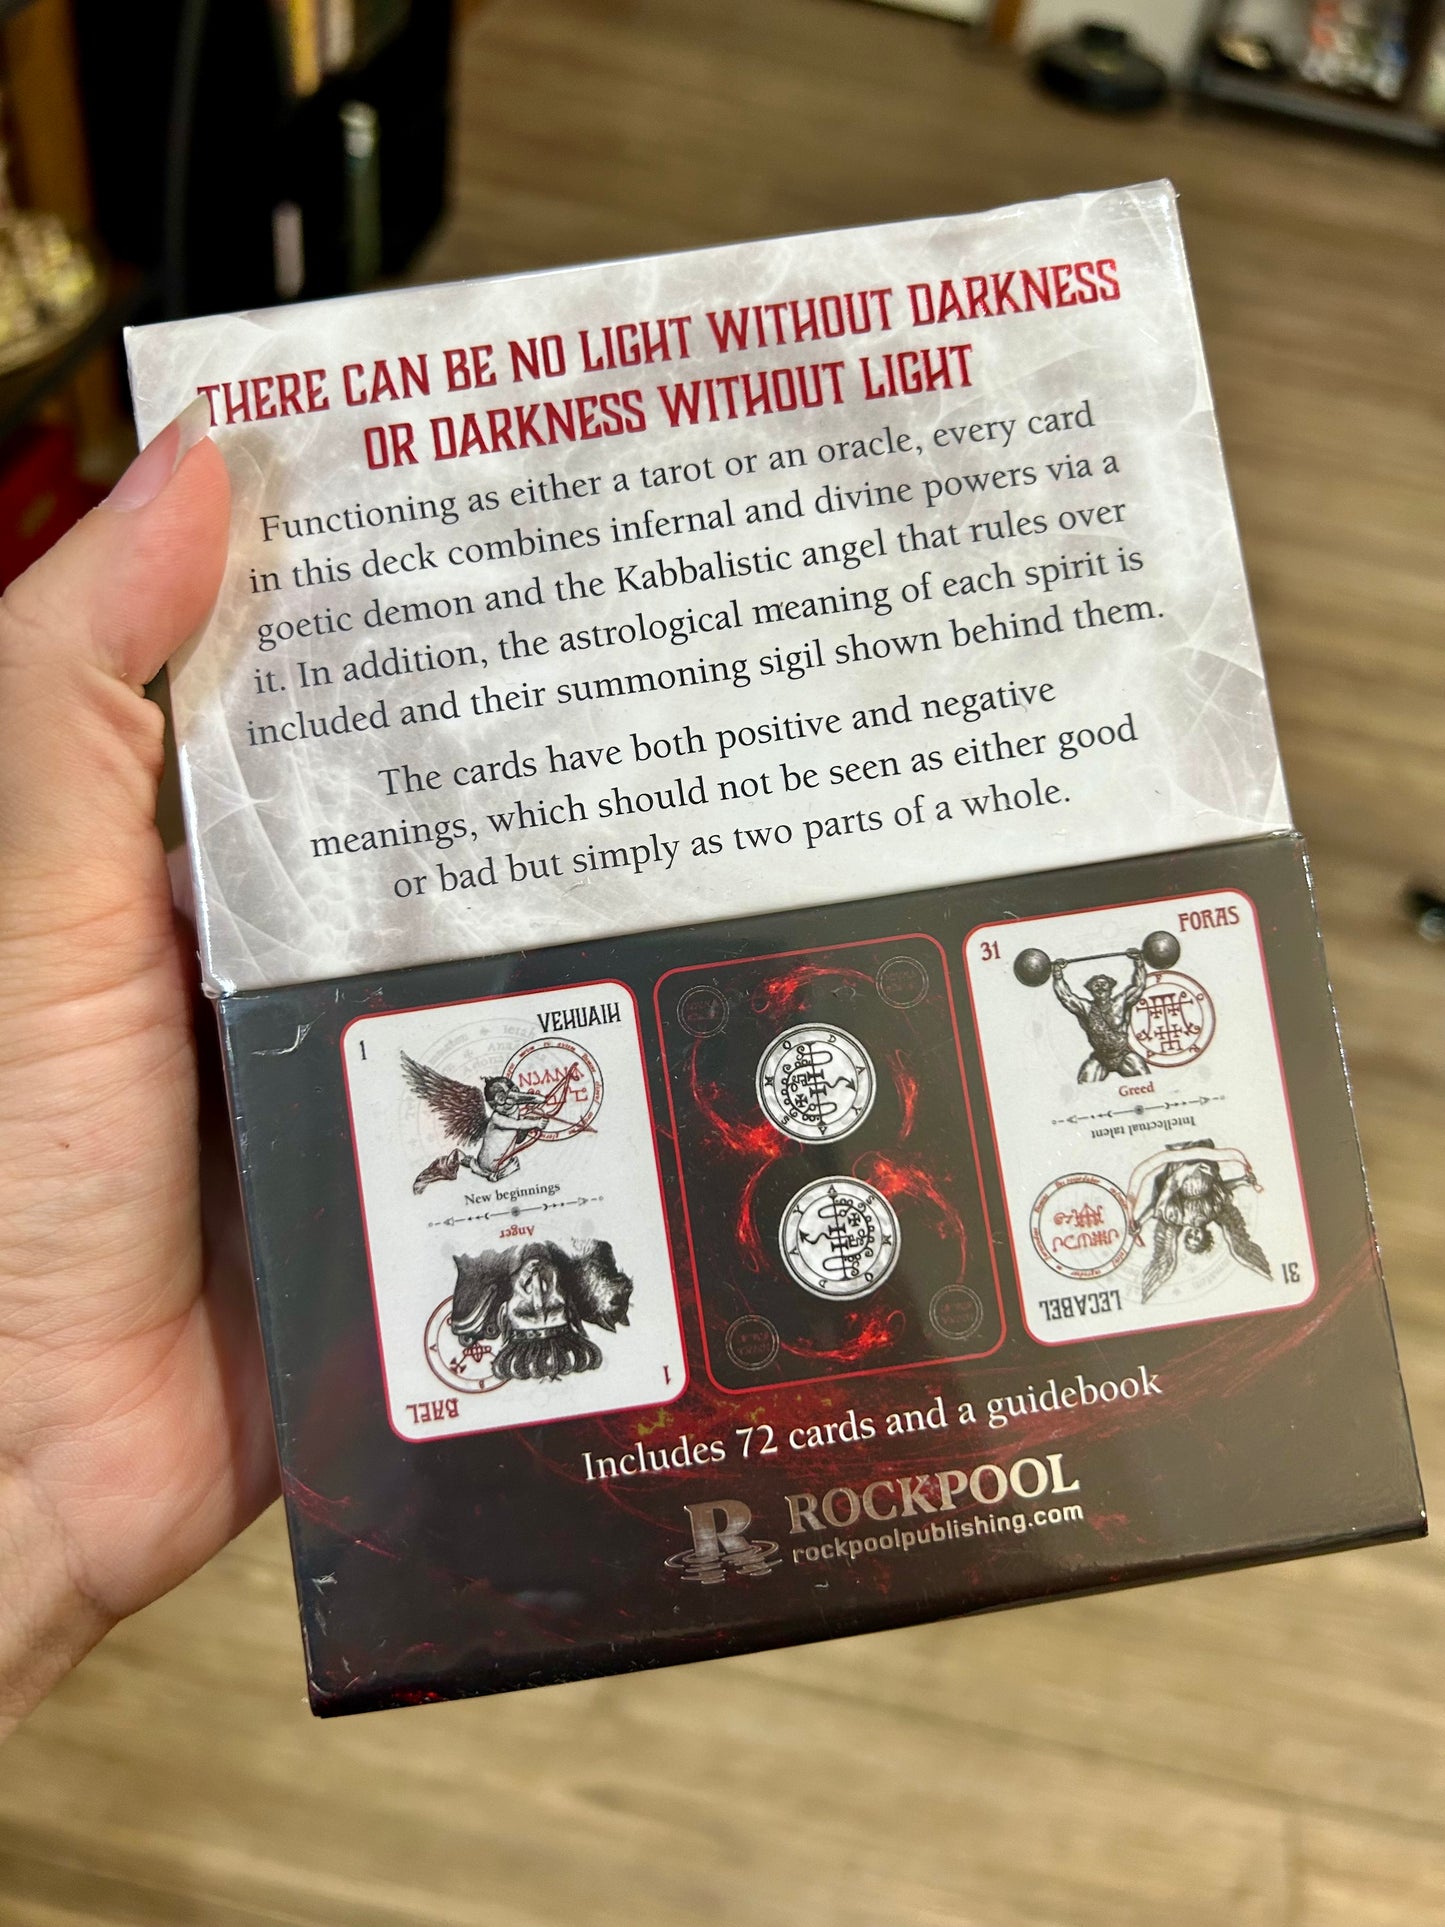 THERE CAN BE NO LIGHT WITHOUT DARKNESS
OR DARKNESS WITHOUT LIGHT
Functioning as either a tarot or an oracle, every card
in this deck combines infernal and divine powers via a
goetic demon and the Kabbalistic angel that rules over
it. In addition, the astrological meaning of each spirit is
included and their summoning sigil shown behind them.
The cards have both positive and negative
meanings, which should not be seen as either good
or bad but simply as two parts of a whole.
1
VEHUAIH
New beginnings
Anger
BAEL
1
31
FORAS
Greed
Intellectual talent
LECABEL
31
Includes 72 cards and a guidebook
R ROCKPOOL
rockpoolpublishing.com